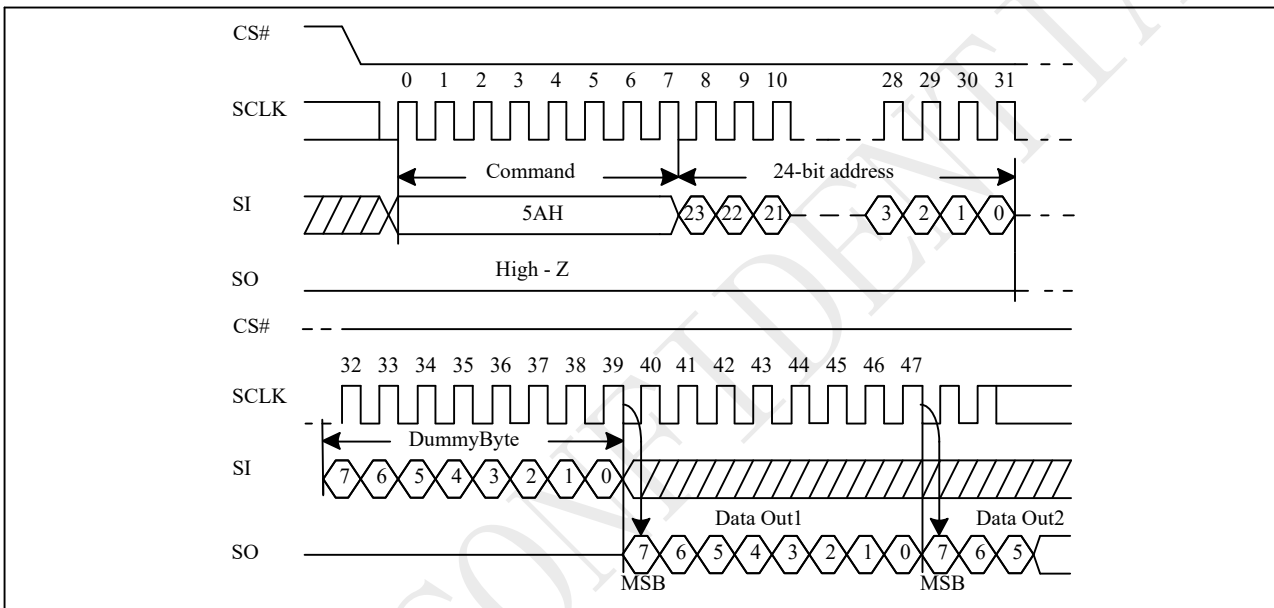 CS#
0 1 2 3 4 5 6 7 8 9 10 28 29 30 31
SCLK
Command 24-bit address
SI 5AH 23 22 21 3 2 1 0
High - Z
SO
CS#
32 33 34 35 36 37 38 39 40 41 42 43 44 45 46 47
SCLK
DummyByte
SI 7 6 5 4 3 2 1 0
Data Out1 Data Out2
SO 7 6 5 4 3 2 1 0 7 6 5
MSB MSB
CONFIDENTIA